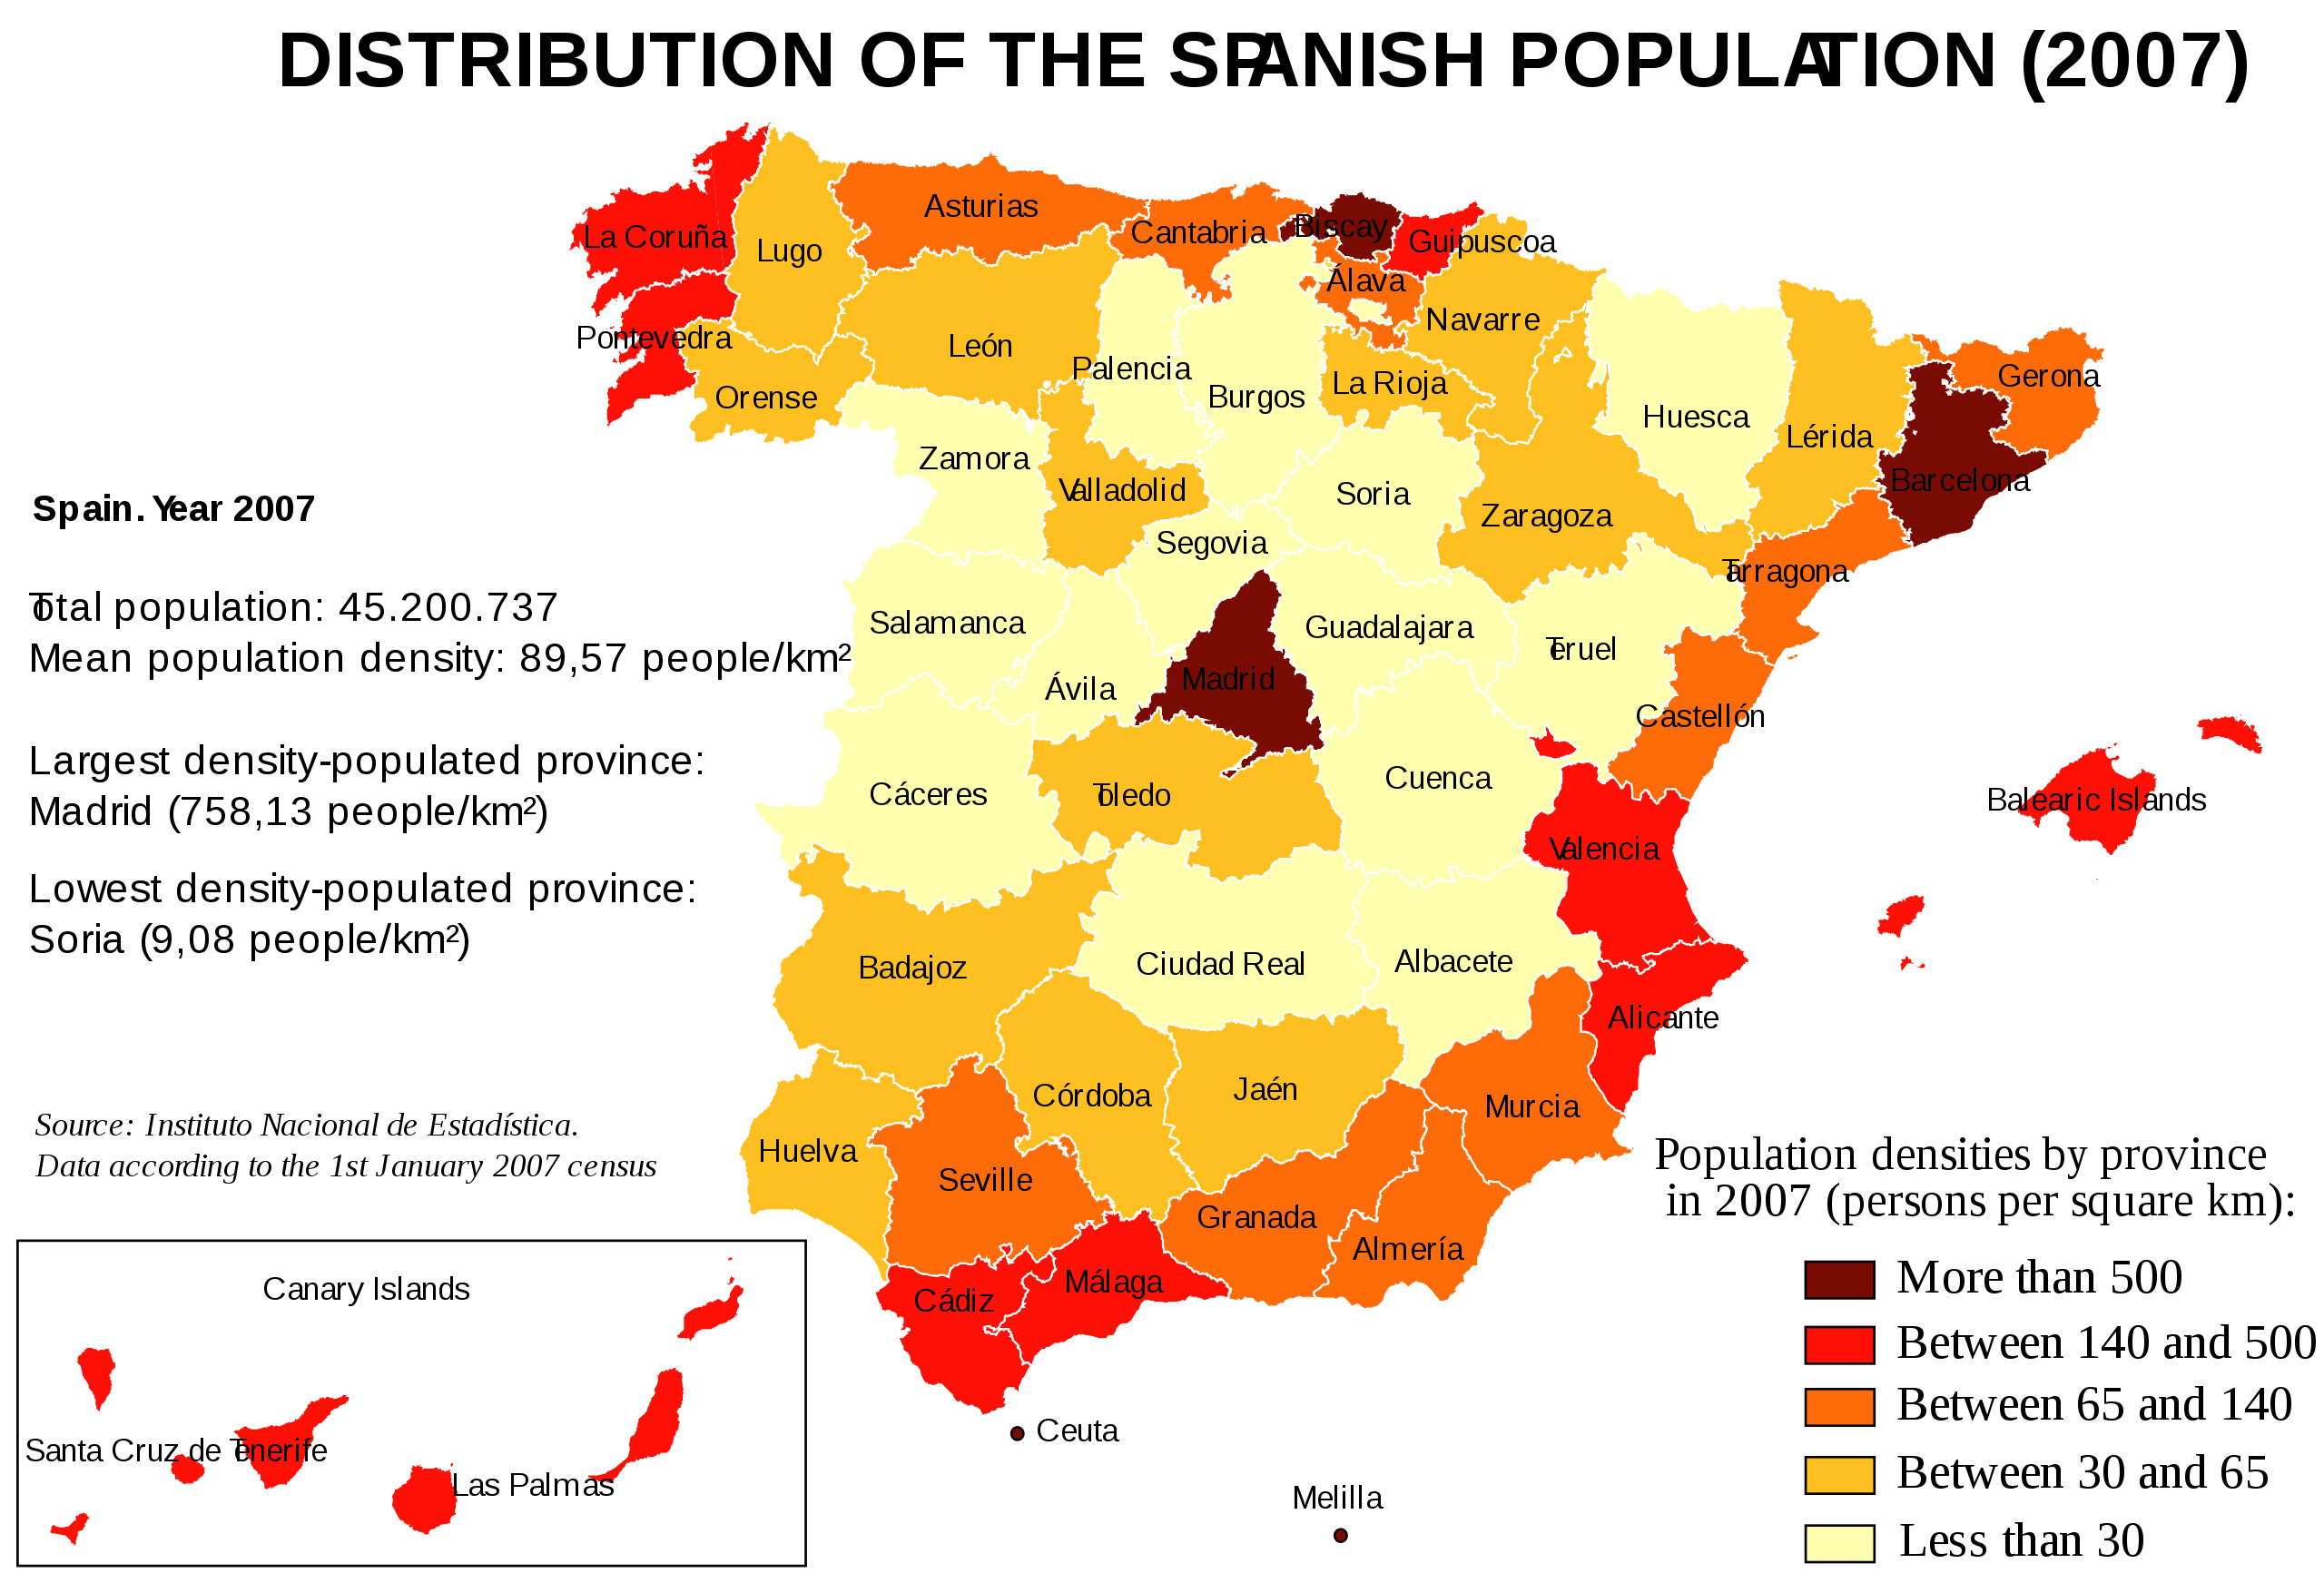 DISTRIBUTION OF THE SPANISH POPULATION (2007)
La Coruña
Lugo
Asturias
Cantabria
Biscay
Guipuscoa
Álava
Pontevedra
Orense
León
Palencia
Burgos
La Rioja
Navarre
Huesca
Lérida
Gerona
Barcelona
Zamora
Valladolid
Soria
Zaragoza
Segovia
Tarragona
Salamanca
Ávila
Madrid
Guadalajara
Teruel
Castellón
Cáceres
Toledo
Cuenca
Valencia
Balearic Islands
Badajoz
Ciudad Real
Albacete
Alicante
Huelva
Seville
Córdoba
Jaén
Murcia
Granada
Almería
Cádiz
Málaga
Ceuta
Melilla
Spain. Year 2007
Total population: 45.200.737
Mean population density: 89,57 people/km²
Largest density-populated province:
Madrid (758,13 people/km²)
Lowest density-populated province:
Soria (9,08 people/km²)
Source: Instituto Nacional de Estadística.
Data according to the 1st January 2007 census
Canary Islands
Santa Cruz de Tenerife
Las Palmas
Population densities by province
in 2007 (persons per square km):
More than 500
Between 140 and 500
Between 65 and 140
Between 30 and 65
Less than 30